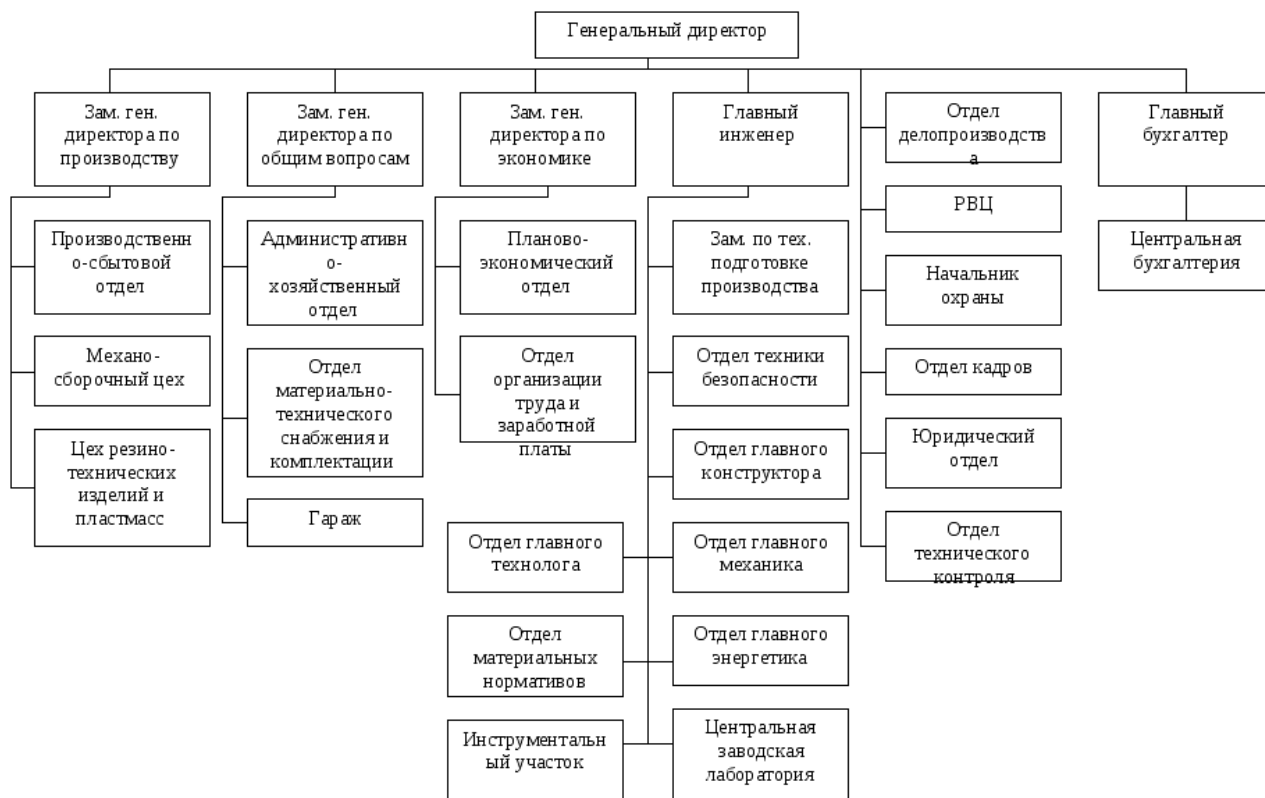 Генеральный директор
Зам. ген.
директора по
производству
Зам. ген.
директора по
общим вопросам
Зам. ген.
директора по
экономике
Главный
инженер
Отдел
делопроизводств
а
Главный
бухгалтер
РВЦ
Производственн
о-сбытовой
отдел
Административн
о-
хозяйственный
отдел
Планово-
экономический
отдел
Зам. по тех.
подготовке
производства
Начальник
охраны
Центральная
бухгалтерия
Механо-
сборочный цех
Отдел
материально-
технического
снабжения и
комплектации
Отдел
организации
труда и
заработной
платы
Отдел техники
безопасности
Отдел кадров
Цех резино-
технических
изделий и
пластмасс
Гараж
Отдел главного
конструктора
Юридический
отдел
Отдел главного
технолога
Отдел главного
механика
Отдел
технического
контроля
Отдел
материальных
нормативов
Отдел главного
энергетика
Инструментальн
ый участок
Центральная
заводская
лаборатория